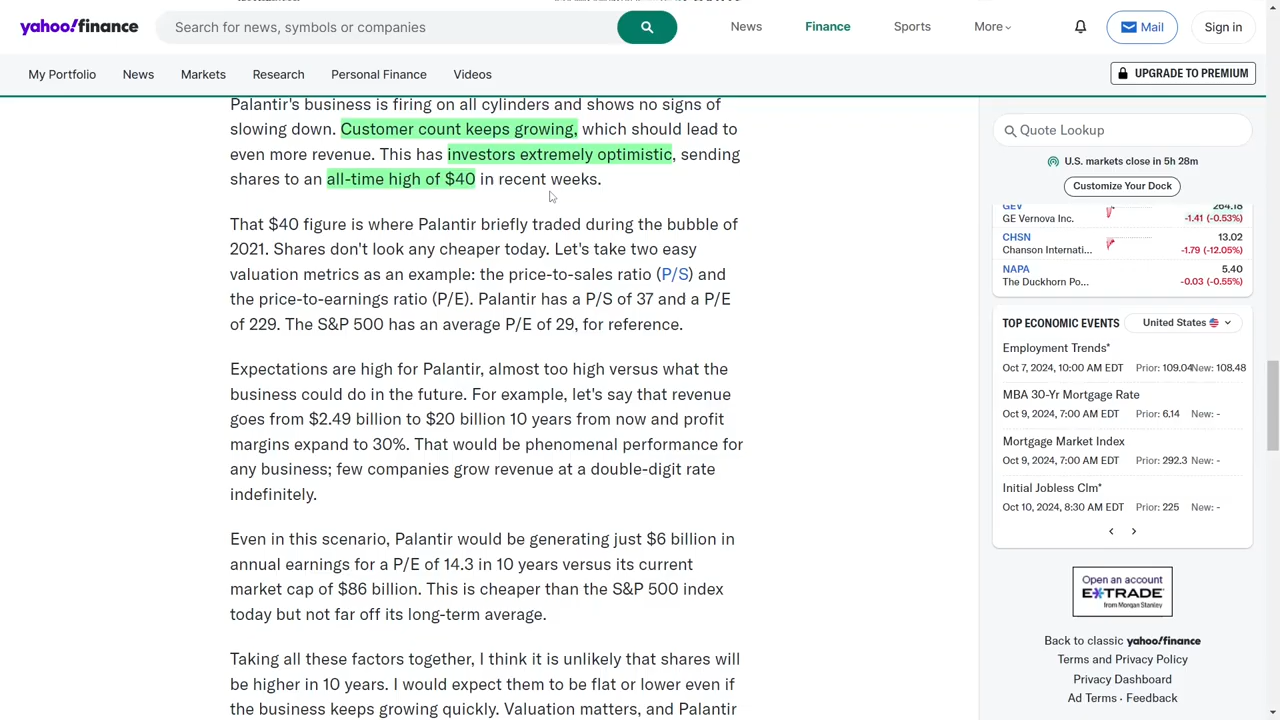 yahoo!finance
Search for news, symbols or companies
News
Finance
Sports
More
Mail
Sign in
My Portfolio
News
Markets
Research
Personal Finance
Videos
UPGRADE TO PREMIUM
Palantir's business is firing on all cylinders and shows no signs of
slowing down. Customer count keeps growing, which should lead to
even more revenue. This has investors extremely optimistic, sending
shares to an all-time high of $40 in recent weeks.
That $40 figure is where Palantir briefly traded during the bubble of
2021. Shares don't look any cheaper today. Let's take two easy
valuation metrics as an example: the price-to-sales ratio (P/S) and
the price-to-earnings ratio (P/E). Palantir has a P/S of 37 and a P/E
of 229. The S&P 500 has an average P/E of 29, for reference.
Expectations are high for Palantir, almost too high versus what the
business could do in the future. For example, let's say that revenue
goes from $2.49 billion to $20 billion 10 years from now and profit
margins expand to 30%. That would be phenomenal performance for
any business; few companies grow revenue at a double-digit rate
indefinitely.
Even in this scenario, Palantir would be generating just $6 billion in
annual earnings for a P/E of 14.3 in 10 years versus its current
market cap of $86 billion. This is cheaper than the S&P 500 index
today but not far off its long-term average.
Taking all these factors together, I think it is unlikely that shares will
be higher in 10 years. I would expect them to be flat or lower even if
the business keeps growing quickly. Valuation matters, and Palantir
Quote Lookup
U.S. markets close in 5h 28m
Customize Your Dock
GEV 264.18
GE Vernova Inc. -1.41 (-0.53%)
CHSN 13.02
Chanson Internati... -1.79 (-12.05%)
NAPA 5.40
The Duckhorn Po... -0.03 (-0.55%)
TOP ECONOMIC EVENTS United States
Employment Trends*
Oct 7, 2024, 10:00 AM EDT Prior: 109.04 New: 108.48
MBA 30-Yr Mortgage Rate
Oct 9, 2024, 7:00 AM EDT Prior: 6.14 New: -
Mortgage Market Index
Oct 9, 2024, 7:00 AM EDT Prior: 292.3 New: -
Initial Jobless Clm*
Oct 10, 2024, 8:30 AM EDT Prior: 225 New: -
Open an account
E*TRADE
from Morgan Stanley
Back to classic yahoo!finance
Terms and Privacy Policy
Privacy Dashboard
Ad Terms · Feedback